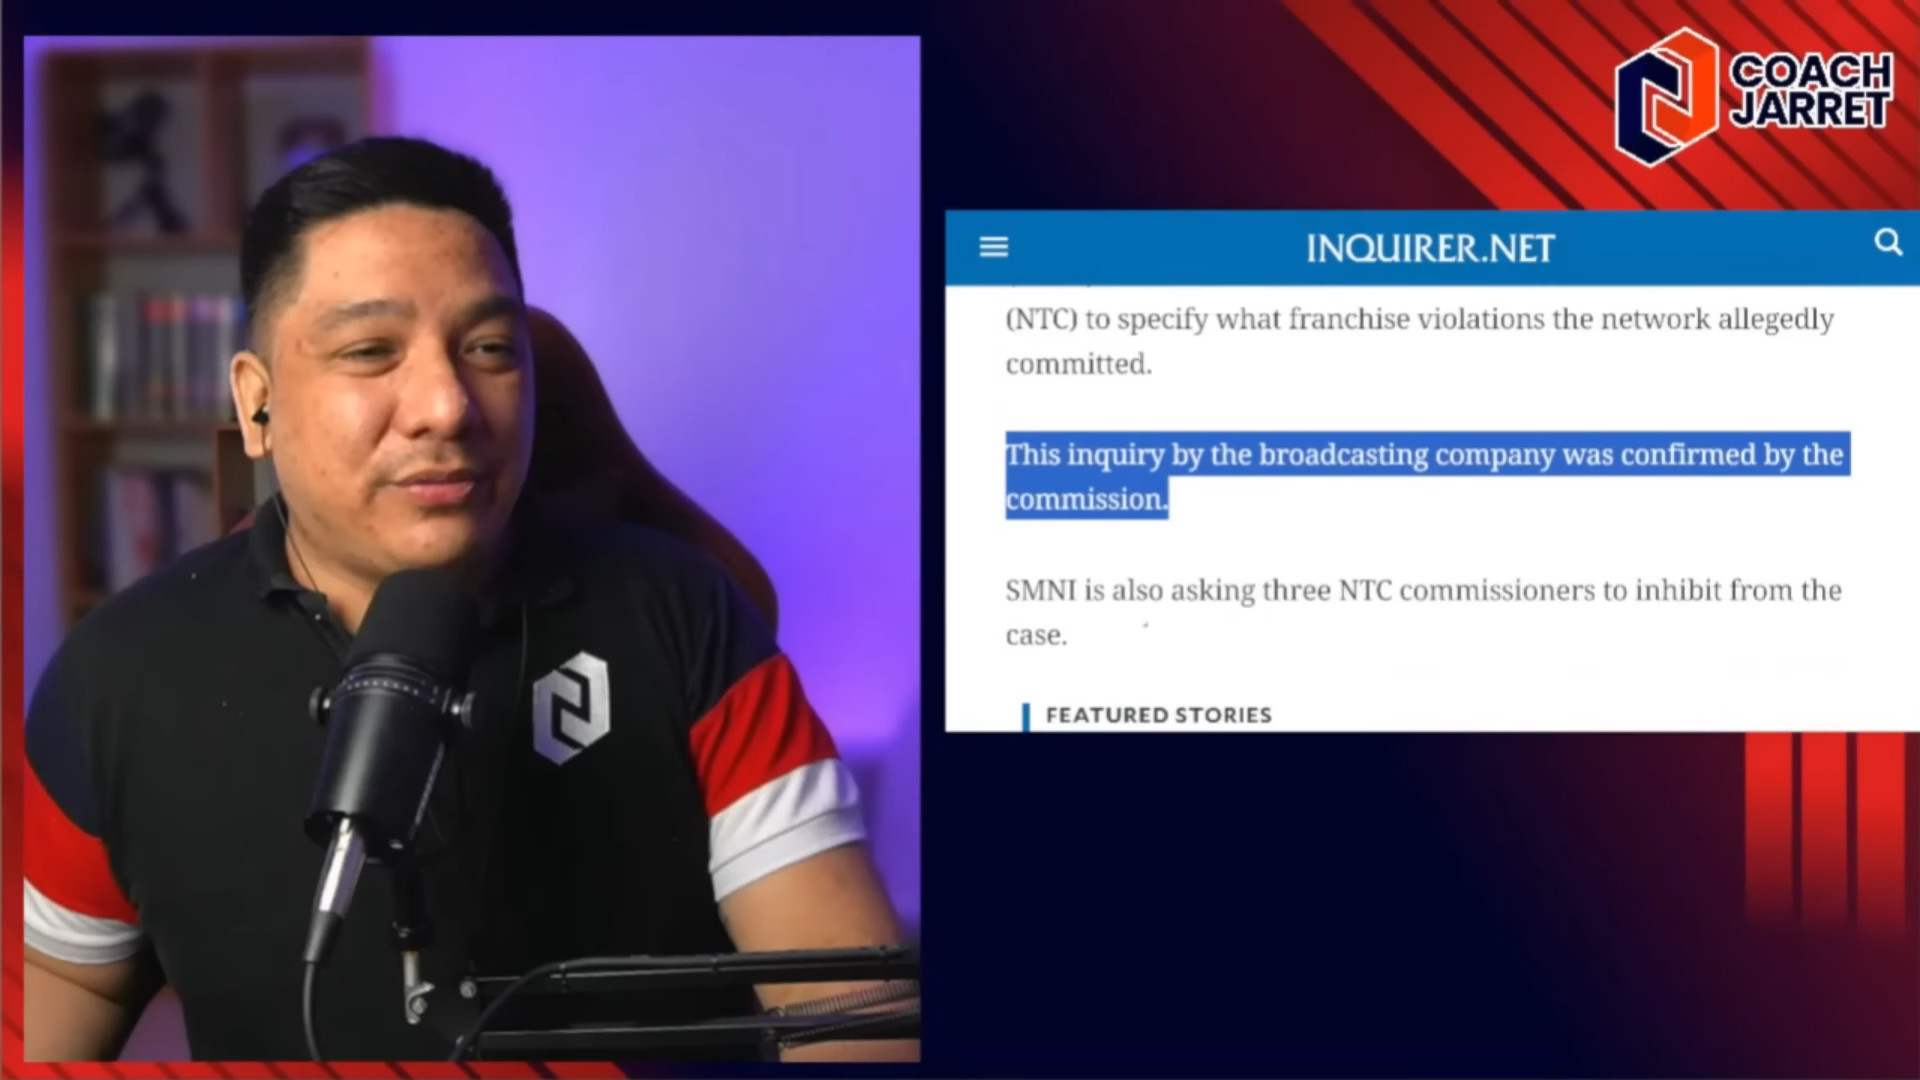 COACH
JARRET
INQUIRER.NET
(NTC) to specify what franchise violations the network allegedly
committed.
This inquiry by the broadcasting company was confirmed by the
commission.
SMNI is also asking three NTC commissioners to inhibit from the
case.
FEATURED STORIES